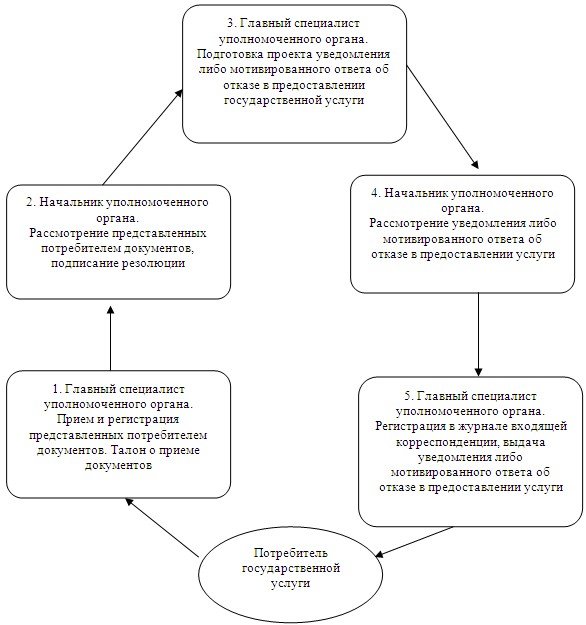 3. Главный специалист
уполномоченного органа.
Подготовка проекта уведомления
либо мотивированного ответа об
отказе в предоставлении
государственной услуги
2. Начальник уполномоченного
органа.
Рассмотрение представленных
потребителем документов,
подписание резолюции
4. Начальник уполномоченного
органа.
Рассмотрение уведомления либо
мотивированного ответа об
отказе в предоставлении услуги
1. Главный специалист
уполномоченного органа.
Прием и регистрация
представленных потребителем
документов. Талон о приеме
документов
5. Главный специалист
уполномоченного органа.
Регистрация в журнале входящей
корреспонденции, выдача
уведомления либо
мотивированного ответа об
отказе в предоставлении услуги
Потребитель
государственной
услуги